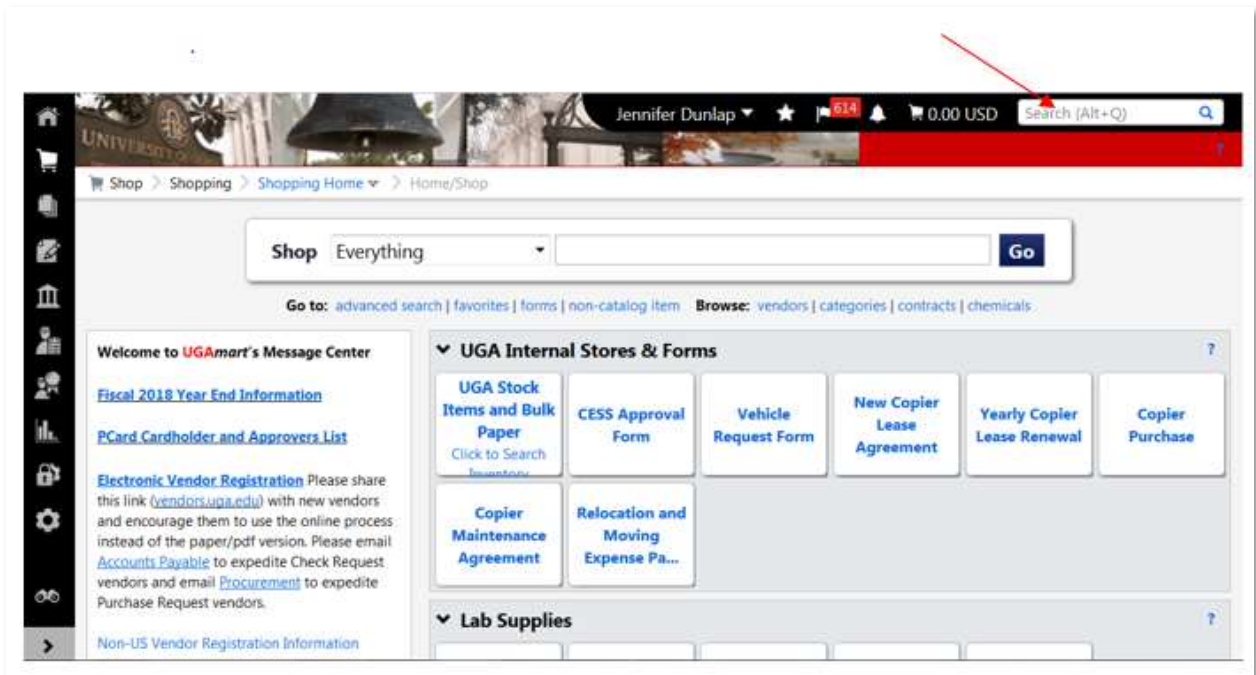 UNIVERSITY
Jennifer Dunlap
614
0.00 USD
Search (Alt+Q)
?
Shop > Shopping > Shopping Home > Home/Shop
Shop Everything Go
Go to: advanced search | favorites | forms | non-catalog item Browse: vendors | categories | contracts | chemicals
Welcome to UGAmart's Message Center
Fiscal 2018 Year End Information
PCard Cardholder and Approvers List
Electronic Vendor Registration Please share
this link (vendors.uga.edu) with new vendors
and encourage them to use the online process
instead of the paper/pdf version. Please email
Accounts Payable to expedite Check Request
vendors and email Procurement to expedite
Purchase Request vendors.
Non-US Vendor Registration Information
UGA Internal Stores & Forms ?
UGA Stock
Items and Bulk
Paper
Click to Search
Inventory
CESS Approval
Form
Vehicle
Request Form
New Copier
Lease
Agreement
Yearly Copier
Lease Renewal
Copier
Purchase
Copier
Maintenance
Agreement
Relocation and
Moving
Expense Pa...
Lab Supplies ?